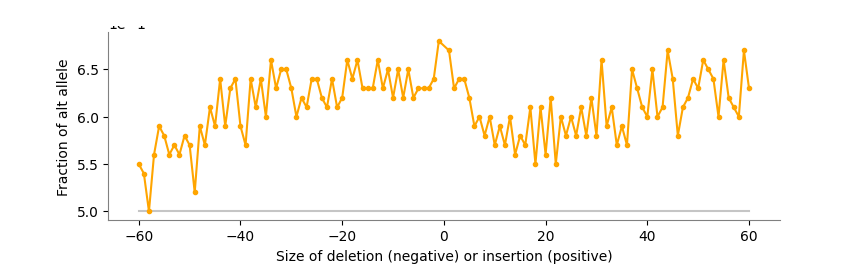 6.5
6.0
5.5
5.0
Fraction of alt allele
−60 −40 −20 0 20 40 60
Size of deletion (negative) or insertion (positive)